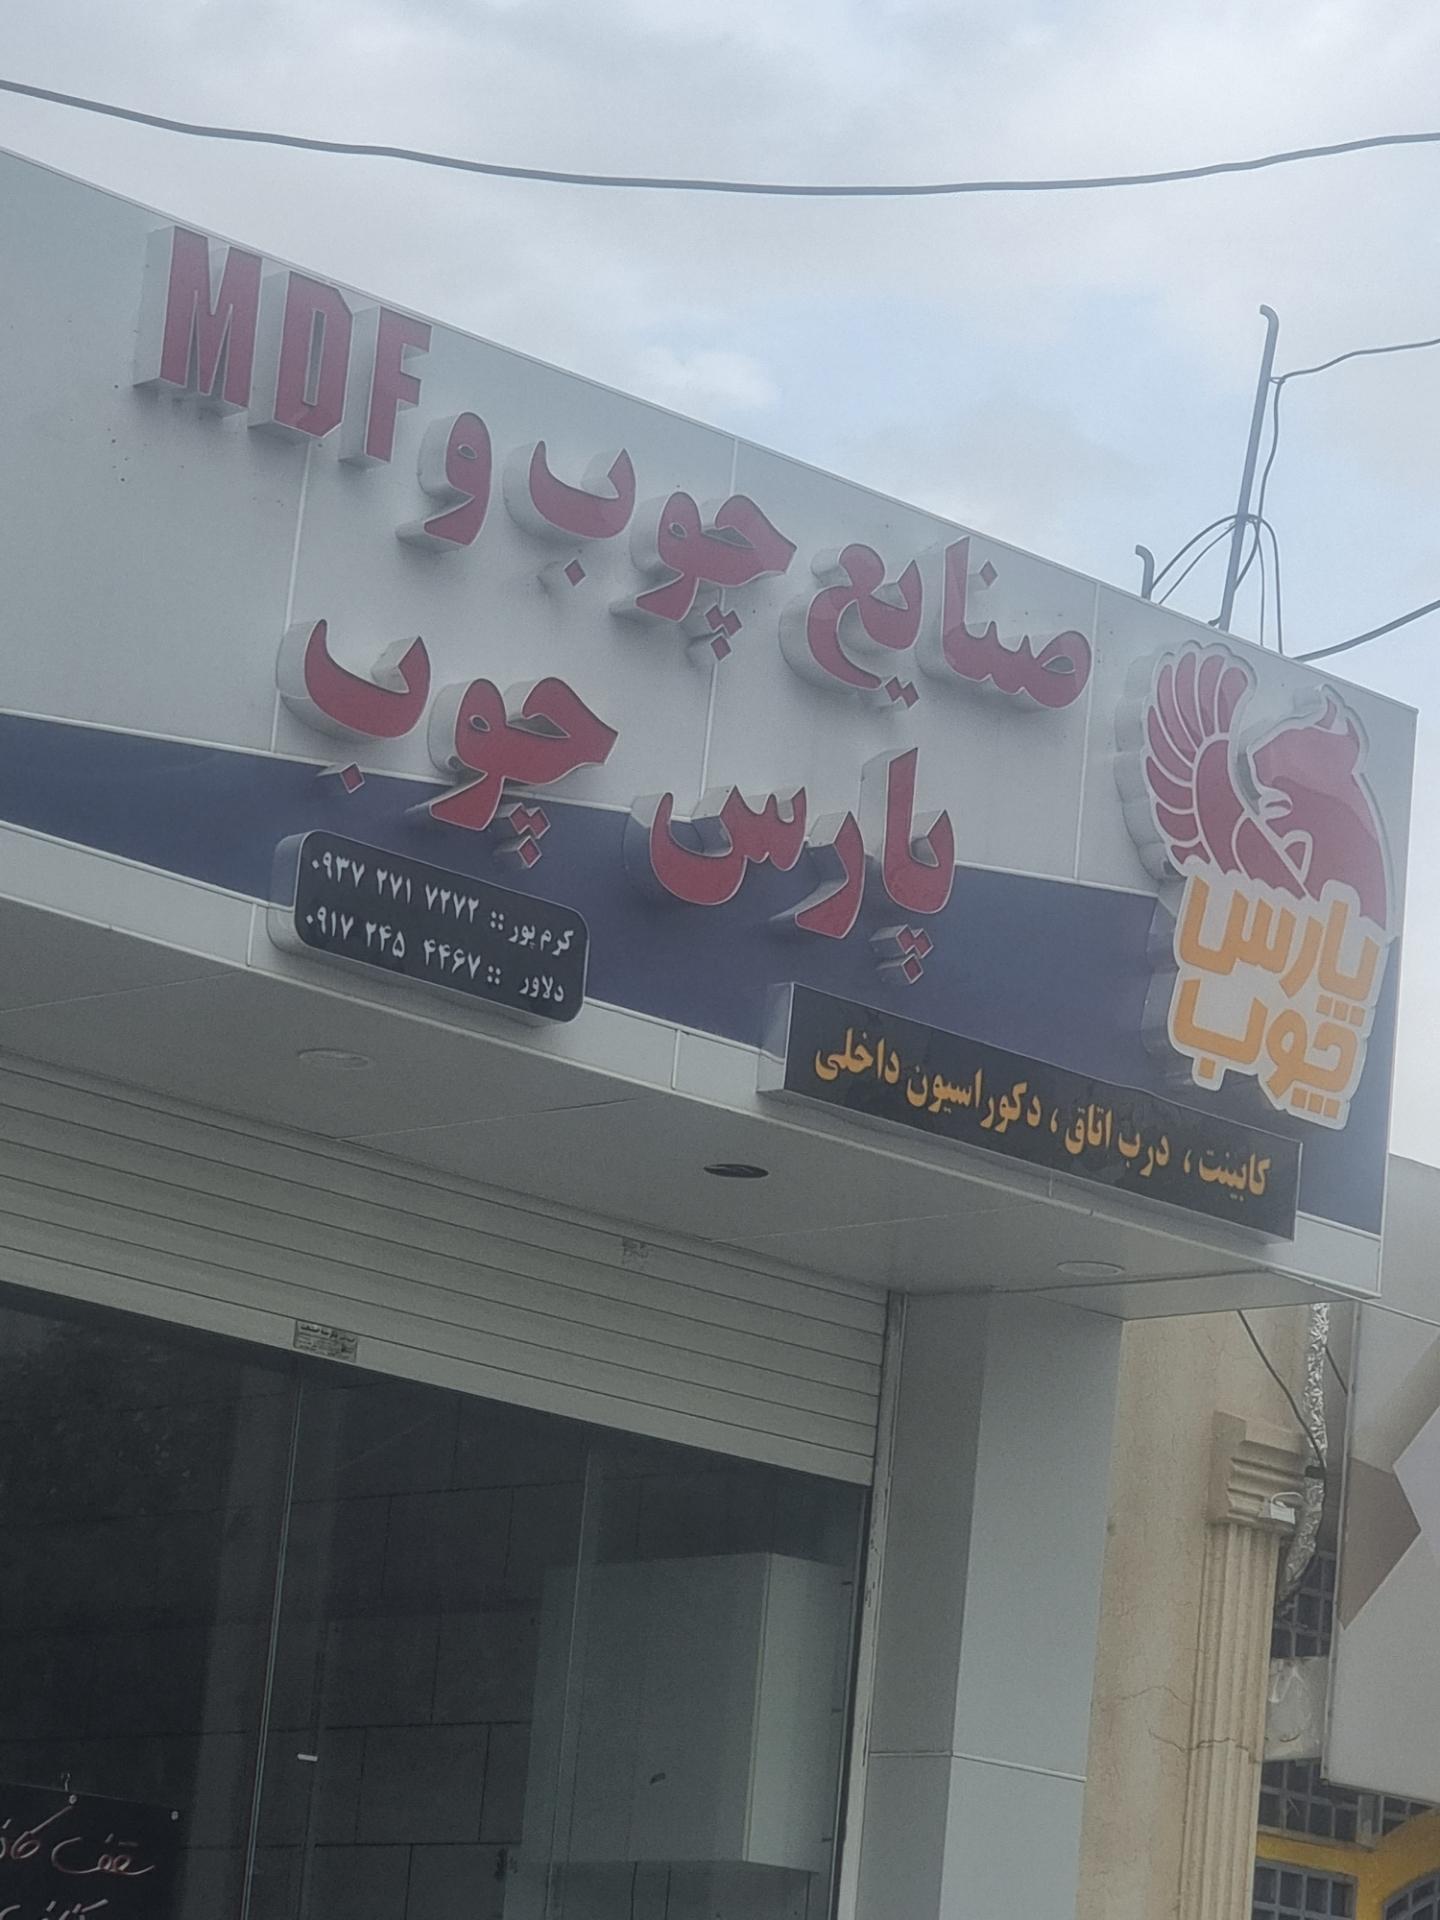 صنایع چوب و MDF
پارس چوب
پارس
چوب
کرم پور :: ۰۹۳۷ ۲۷۱ ۷۲۷۲
دلاور :: ۰۹۱۷ ۲۴۵ ۴۴۶۷
کابینت ، درب اتاق ، دکوراسیون داخلی
سقف